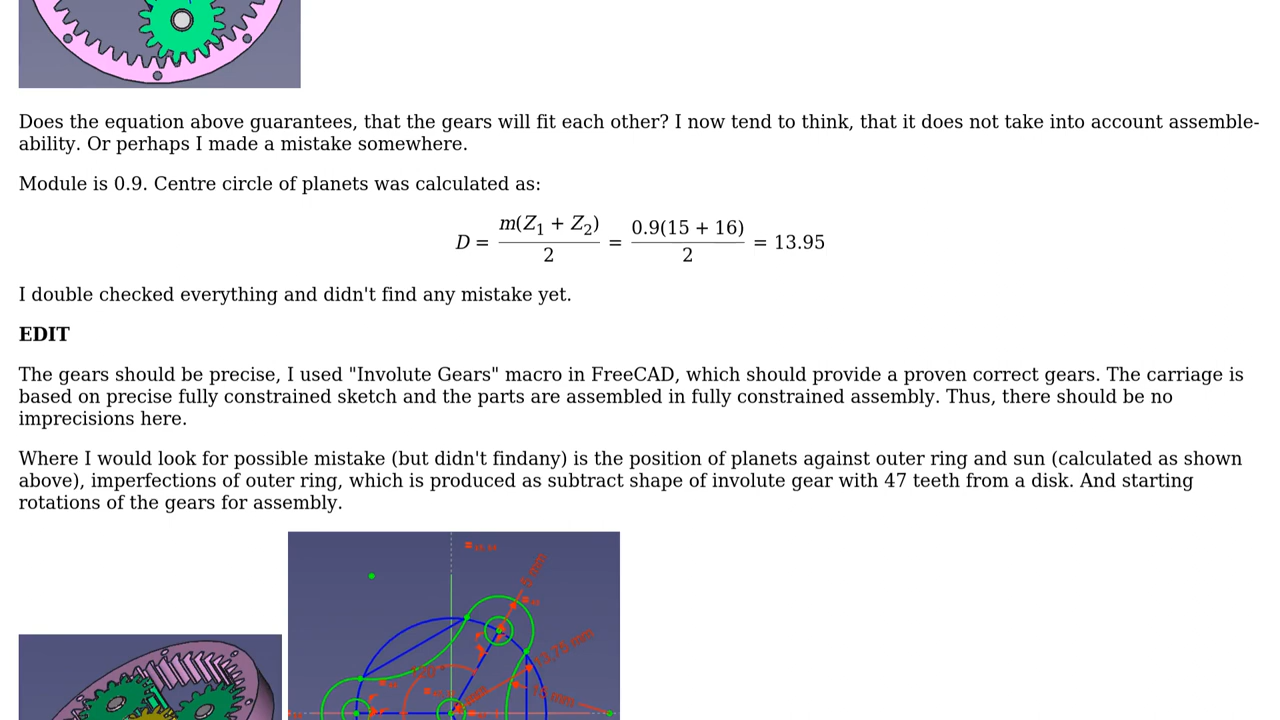 Does the equation above guarantees, that the gears will fit each other? I now tend to think, that it does not take into account assemble-
ability. Or perhaps I made a mistake somewhere.
Module is 0.9. Centre circle of planets was calculated as:
D = m(Z₁ + Z₂) / 2 = 0.9(15 + 16) / 2 = 13.95
I double checked everything and didn't find any mistake yet.
EDIT
The gears should be precise, I used "Involute Gears" macro in FreeCAD, which should provide a proven correct gears. The carriage is
based on precise fully constrained sketch and the parts are assembled in fully constrained assembly. Thus, there should be no
imprecisions here.
Where I would look for possible mistake (but didn't findany) is the position of planets against outer ring and sun (calculated as shown
above), imperfections of outer ring, which is produced as subtract shape of involute gear with 47 teeth from a disk. And starting
rotations of the gears for assembly.